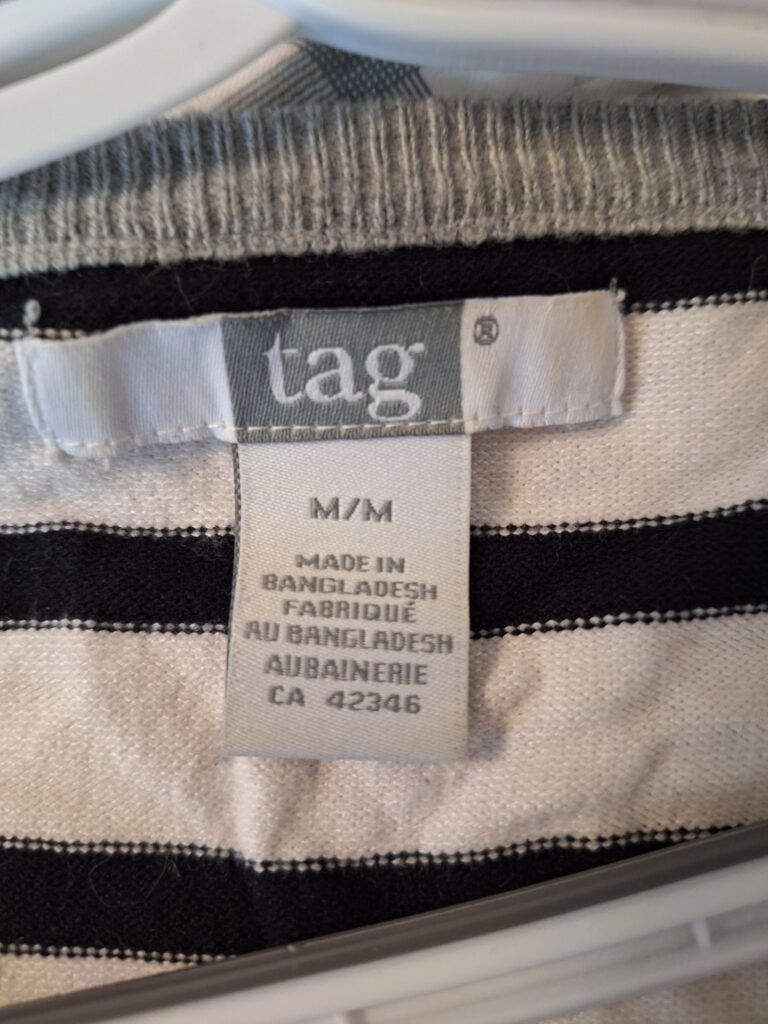 tag ®
M/M
MADE IN
BANGLADESH
FABRIQUÉ
AU BANGLADESH
AUBAINERIE
CA 42346